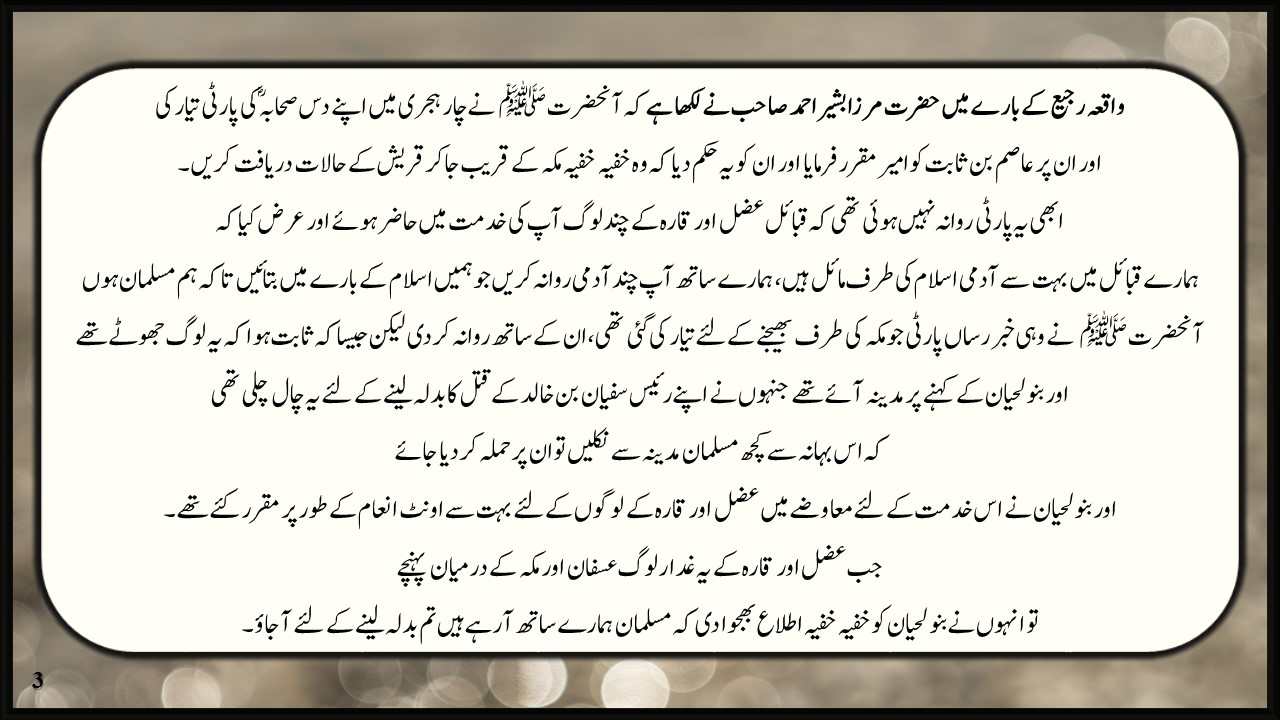 واقعہ رجیع کے بارے میں حضرت مرزا بشیر احمد صاحب نے لکھا ہے کہ آنحضرت ﷺ نے چار ہجری میں اپنے دس صحابہؓ کی پارٹی تیار کی
اور ان پر عاصم بن ثابت کو امیر مقرر فرمایا اور ان کو یہ حکم دیا کہ وہ خفیہ خفیہ مکہ کے قریب جا کر قریش کے حالات دریافت کریں۔
ابھی یہ پارٹی روانہ نہیں ہوئی تھی کہ قبائل عضل اور قارہ کے چند لوگ آپ کی خدمت میں حاضر ہوئے اور عرض کیا کہ
ہمارے قبائل میں بہت سے آدمی اسلام کی طرف مائل ہیں، ہمارے ساتھ آپ چند آدمی روانہ کریں جو ہمیں اسلام کے بارے میں بتائیں تا کہ ہم مسلمان ہوں
آنحضرت ﷺ نے وہی خبر رساں پارٹی جو مکہ کی طرف بھیجنے کے لئے تیار کی گئی تھی، ان کے ساتھ روانہ کر دی لیکن جیسا کہ ثابت ہوا کہ یہ لوگ جھوٹے تھے
اور بنو لحیان کے کہنے پر مدینہ آئے تھے جنہوں نے اپنے رئیس سفیان بن خالد کے قتل کا بدلہ لینے کے لئے یہ چال چلی تھی
کہ اس بہانہ سے کچھ مسلمان مدینہ سے نکلیں تو ان پر حملہ کر دیا جائے
اور بنو لحیان نے اس خدمت کے لئے معاوضے میں عضل اور قارہ کے لوگوں کے لئے بہت سے اونٹ انعام کے طور پر مقرر کئے تھے۔
جب عضل اور قارہ کے یہ غدار لوگ عسفان اور مکہ کے درمیان پہنچے
تو انہوں نے بنو لحیان کو خفیہ خفیہ اطلاع بھجوا دی کہ مسلمان ہمارے ساتھ آرہے ہیں تم بدلہ لینے کے لئے آ جاؤ۔
3